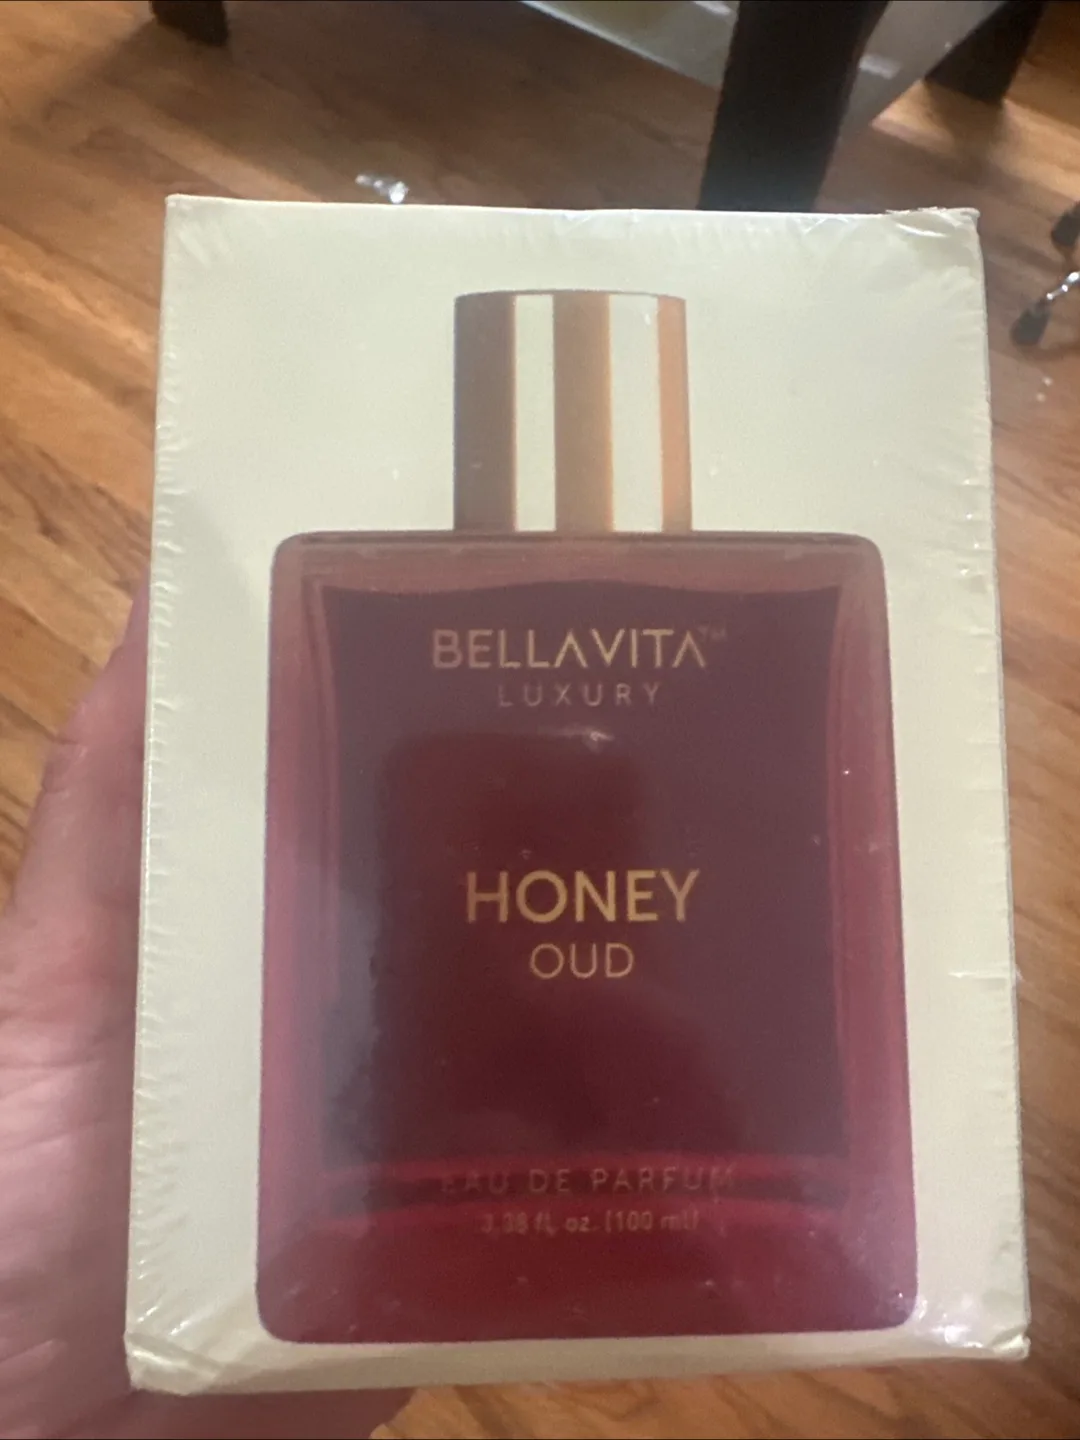 BELLAVITA™
LUXURY
HONEY
OUD
EAU DE PARFUM
3.38 fl. oz. (100 ml)